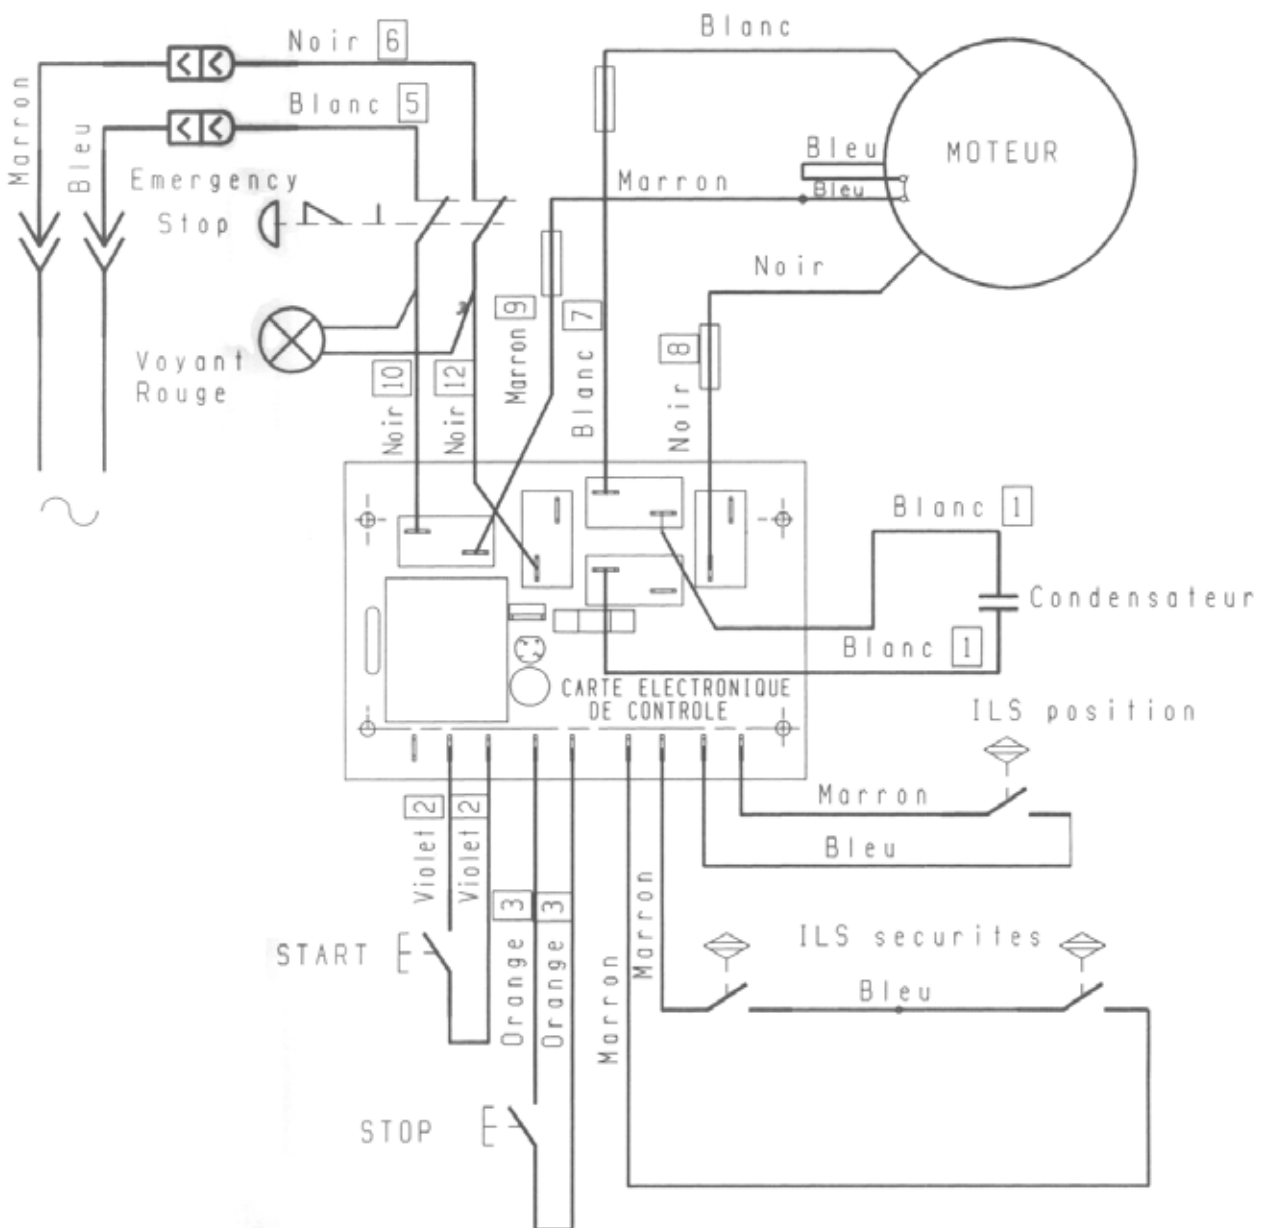 Noir 6
Blanc
Blanc 5
Marron
Bleu
Emergency
Stop
Bleu
MOTEUR
Marron
Bleu
Noir
Voyant
Rouge
Noir 10
Noir 12
Marron 9
Blanc 7
Noir 8
Blanc 1
Condensateur
Blanc 1
CARTE ELECTRONIQUE
DE CONTROLE
ILS position
Marron
Bleu
Violet 2
Violet 2
Orange 3
Orange 3
Marron
Marron
START
ILS securites
Bleu
STOP